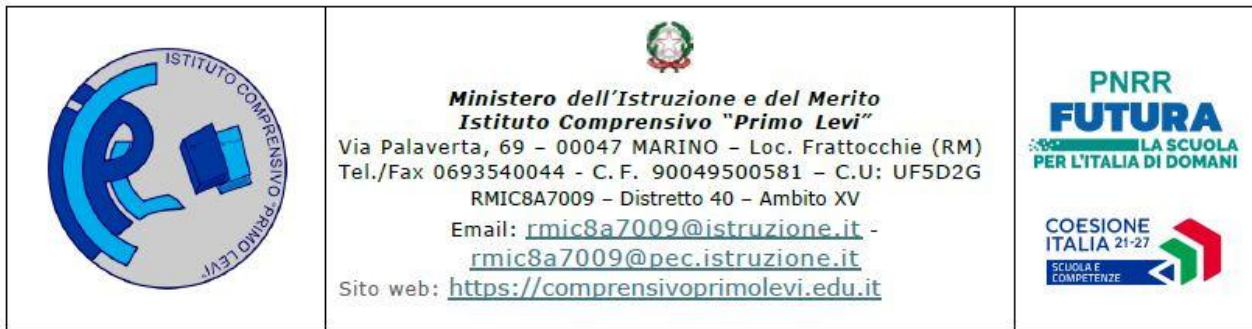 ISTITUTO COMPRENSIVO "PRIMO LEVI"
Ministero dell'Istruzione e del Merito
Istituto Comprensivo "Primo Levi"
Via Palaverta, 69 – 00047 MARINO – Loc. Frattocchie (RM)
Tel./Fax 0693540044 - C.F. 90049500581 – C.U: UF5D2G
RMIC8A7009 – Distretto 40 – Ambito XV
Email: rmic8a7009@istruzione.it -
rmic8a7009@pec.istruzione.it
Sito web: https://comprensivoprimolevi.edu.it
PNRR
FUTURA
LA SCUOLA
PER L'ITALIA DI DOMANI
COESIONE
ITALIA 21-27
SCUOLA E
COMPETENZE